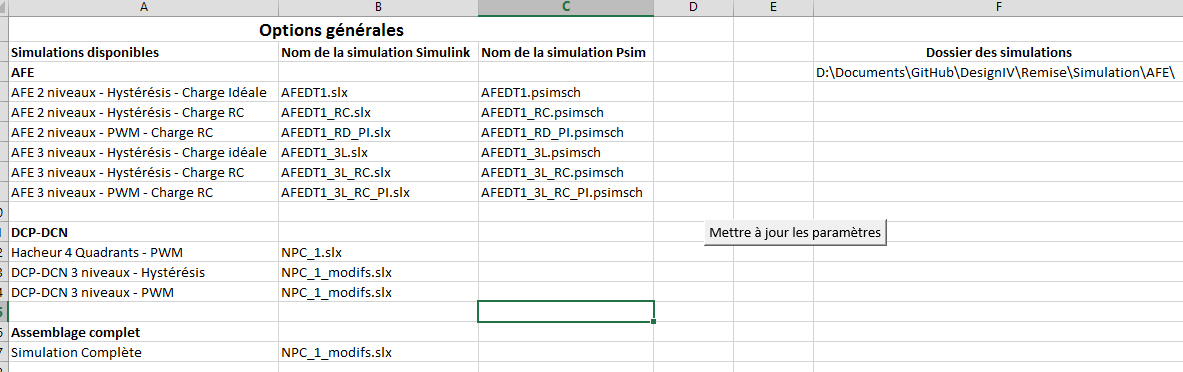 A B C D E F
Options générales
Simulations disponibles Nom de la simulation Simulink Nom de la simulation Psim Dossier des simulations
AFE D:\Documents\GitHub\DesignIV\Remise\Simulation\AFE\
AFE 2 niveaux - Hystérésis - Charge Idéale AFEDT1.slx AFEDT1.psimsch
AFE 2 niveaux - Hystérésis - Charge RC AFEDT1_RC.slx AFEDT1_RC.psimsch
AFE 2 niveaux - PWM - Charge RC AFEDT1_RD_PI.slx AFEDT1_RD_PI.psimsch
AFE 3 niveaux - Hystérésis - Charge idéale AFEDT1_3L.slx AFEDT1_3L.psimsch
AFE 3 niveaux - Hystérésis - Charge RC AFEDT1_3L_RC.slx AFEDT1_3L_RC.psimsch
AFE 3 niveaux - PWM - Charge RC AFEDT1_3L_RC_PI.slx AFEDT1_3L_RC_PI.psimsch
DCP-DCN Mettre à jour les paramètres
Hacheur 4 Quadrants - PWM NPC_1.slx
DCP-DCN 3 niveaux - Hystérésis NPC_1_modifs.slx
DCP-DCN 3 niveaux - PWM NPC_1_modifs.slx
Assemblage complet
Simulation Complète NPC_1_modifs.slx